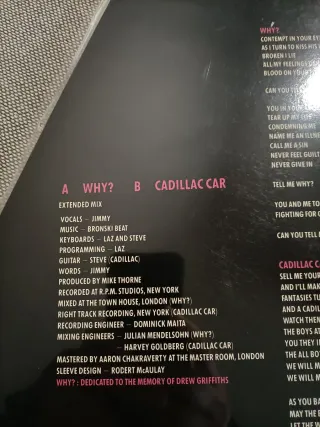 WHY?
CONTEMPT IN YOUR EYE
AS I TURN TO KISS HIS
BROKEN I LIE
ALL MY FEELINGS
BLOOD ON YOUR
CAN YOU TELL
YOU IN YOUR
TEAR UP MY
CONDEMNING ME
NAME ME AN ILLNESS
CALL ME A SIN
NEVER FEEL GUILT
NEVER GIVE IN
TELL ME WHY?
YOU AND ME TO
FIGHTING FOR
CAN YOU TELL
A WHY? B CADILLAC CAR
EXTENDED MIX
VOCALS – JIMMY
MUSIC – BRONSKI BEAT
KEYBOARDS – LAZ AND STEVE
PROGRAMMING – LAZ
GUITAR – STEVE (CADILLAC)
WORDS – JIMMY
PRODUCED BY MIKE THORNE
RECORDED AT R.P.M. STUDIOS, NEW YORK
MIXED AT THE TOWN HOUSE, LONDON (WHY?)
RIGHT TRACK RECORDING, NEW YORK (CADILLAC CAR)
RECORDING ENGINEER – DOMINICK MAITA
MIXING ENGINEERS – JULIAN MENDELSOHN (WHY?)
– HARVEY GOLDBERG (CADILLAC CAR)
MASTERED BY AARON CHAKRAVERTY AT THE MASTER ROOM, LONDON
SLEEVE DESIGN – ROBERT McAULAY
WHY? : DEDICATED TO THE MEMORY OF DREW GRIFFITHS
CADILLAC CAR
SELL ME YOUR
AND I'LL MAK
FANTASIES TU
AND A CADILL
WATCH THEM
THE BOYS AT
YOU THEY IN
THE ALL BOY
WE WILL M
WE WILL M
AS YOU BA
MAY THE B
LET THE W